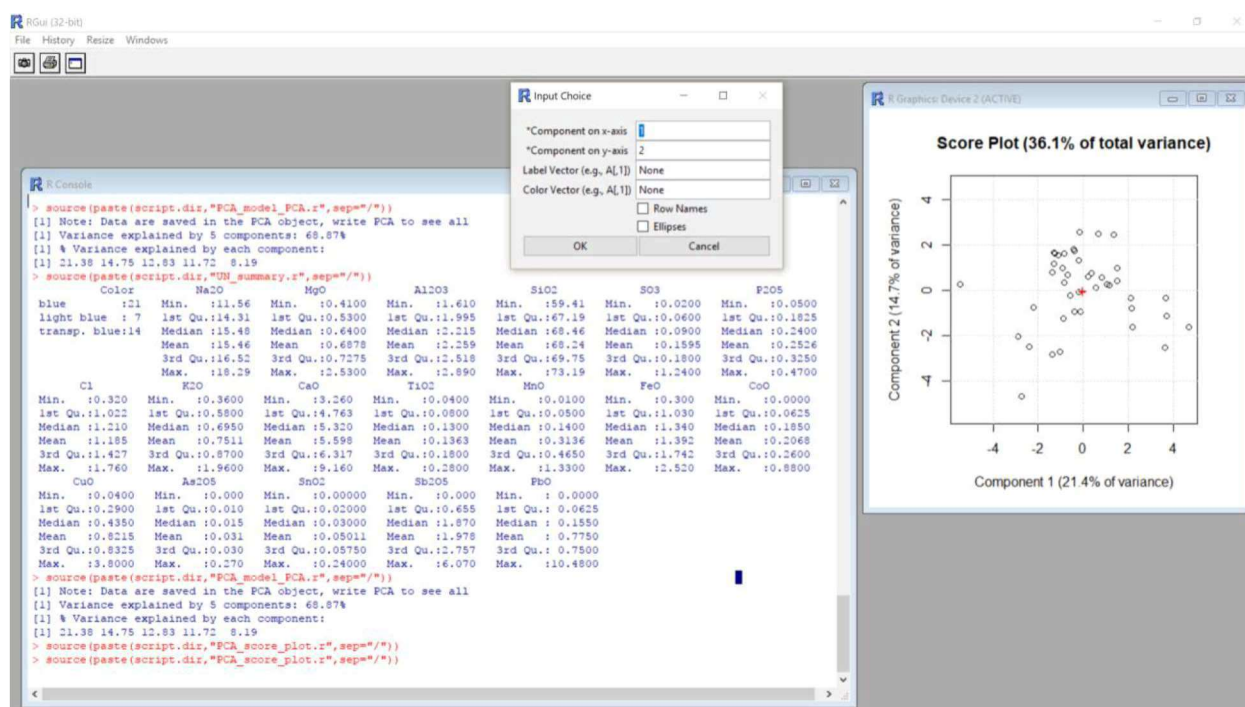 RGui (32-bit)
File History Resize Windows
R Console
> source(paste(script.dir,"PCA_model_PCA.r",sep="/"))
[1] Note: Data are saved in the PCA object, write PCA to see all
[1] Variance explained by 5 components: 68.87%
[1] % Variance explained by each component:
[1] 21.38 14.75 12.83 11.72 8.19
> source(paste(script.dir,"UN_summary.r",sep="/"))
Color Na2O MgO Al2O3 SiO2 SO3 P2O5
blue :21 Min. :11.56 Min. :0.4100 Min. :1.610 Min. :59.41 Min. :0.0200 Min. :0.0500
light blue : 7 1st Qu.:14.31 1st Qu.:0.5300 1st Qu.:1.995 1st Qu.:67.19 1st Qu.:0.0600 1st Qu.:0.1825
transp. blue:14 Median :15.48 Median :0.6400 Median :2.215 Median :68.46 Median :0.0900 Median :0.2400
Mean :15.46 Mean :0.6878 Mean :2.259 Mean :68.24 Mean :0.1595 Mean :0.2526
3rd Qu.:16.52 3rd Qu.:0.7275 3rd Qu.:2.518 3rd Qu.:69.75 3rd Qu.:0.1800 3rd Qu.:0.3250
Max. :18.29 Max. :2.5300 Max. :2.890 Max. :73.19 Max. :1.2400 Max. :0.4700
Cl K2O CaO TiO2 MnO FeO CoO
Min. :0.320 Min. :0.3600 Min. :3.260 Min. :0.0400 Min. :0.0100 Min. :0.300 Min. :0.0000
1st Qu.:1.022 1st Qu.:0.5800 1st Qu.:4.763 1st Qu.:0.0800 1st Qu.:0.0500 1st Qu.:1.030 1st Qu.:0.0625
Median :1.210 Median :0.6950 Median :5.320 Median :0.1300 Median :0.1400 Median :1.340 Median :0.1850
Mean :1.185 Mean :0.7511 Mean :5.598 Mean :0.1363 Mean :0.3136 Mean :1.392 Mean :0.2068
3rd Qu.:1.427 3rd Qu.:0.8700 3rd Qu.:6.317 3rd Qu.:0.1800 3rd Qu.:0.4650 3rd Qu.:1.742 3rd Qu.:0.2600
Max. :1.760 Max. :1.9600 Max. :9.160 Max. :0.2800 Max. :1.3300 Max. :2.520 Max. :0.8800
CuO As2O5 SnO2 Sb2O5 PbO
Min. :0.0400 Min. :0.000 Min. :0.00000 Min. :0.000 Min. : 0.0000
1st Qu.:0.2900 1st Qu.:0.010 1st Qu.:0.02000 1st Qu.:0.655 1st Qu.: 0.0625
Median :0.4350 Median :0.015 Median :0.03000 Median :1.870 Median : 0.1550
Mean :0.8215 Mean :0.031 Mean :0.05011 Mean :1.978 Mean : 0.7750
3rd Qu.:0.8325 3rd Qu.:0.030 3rd Qu.:0.05750 3rd Qu.:2.757 3rd Qu.: 0.7500
Max. :3.8000 Max. :0.270 Max. :0.24000 Max. :6.070 Max. :10.4800
> source(paste(script.dir,"PCA_model_PCA.r",sep="/"))
[1] Note: Data are saved in the PCA object, write PCA to see all
[1] Variance explained by 5 components: 68.87%
[1] % Variance explained by each component:
[1] 21.38 14.75 12.83 11.72 8.19
> source(paste(script.dir,"PCA_score_plot.r",sep="/"))
> source(paste(script.dir,"PCA_score_plot.r",sep="/"))
Input Choice
*Component on x-axis 1
*Component on y-axis 2
Label Vector (e.g., A[,1]) None
Color Vector (e.g., A[,1]) None
Row Names
Ellipses
OK Cancel
R Graphics: Device 2 (ACTIVE)
Score Plot (36.1% of total variance)
Component 2 (14.7% of variance)
4
2
0
-2
-4
-4 -2 0 2 4
Component 1 (21.4% of variance)